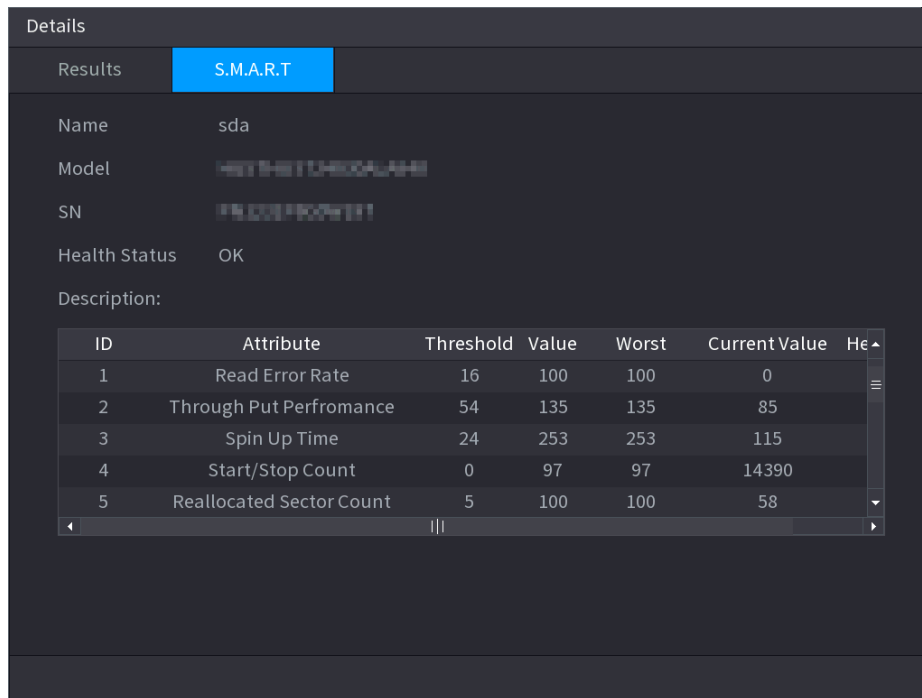 Details
Results S.M.A.R.T
Name sda
Model
SN
Health Status OK
Description:
ID Attribute Threshold Value Worst Current Value He
1 Read Error Rate 16 100 100 0
2 Through Put Perfromance 54 135 135 85
3 Spin Up Time 24 253 253 115
4 Start/Stop Count 0 97 97 14390
5 Reallocated Sector Count 5 100 100 58